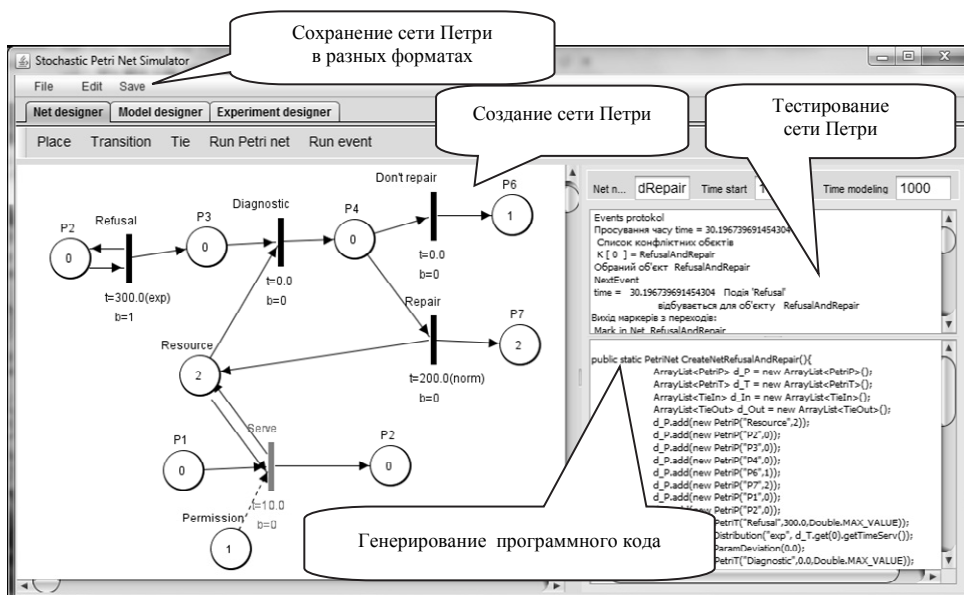 Сохранение сети Петри
в разных форматах
Stochastic Petri Net Simulator
File Edit Save
Net designer Model designer Experiment designer
Place Transition Tie Run Petri net Run event
Создание сети Петри
Тестирование
сети Петри
Net n... dRepair Time start 1 Time modeling 1000
Don't repair
P6
1
Diagnostic
P4
0
Refusal
P3
0
P2
0
t=0.0
b=0
t=0.0
b=0
t=300.0(exp)
b=1
Repair
P7
2
t=200.0(norm)
b=0
Resource
2
Serve
P1
0
P2
0
t=10.0
b=0
Permission
1
Events protokol
Просування часу time = 30.196739691454304
Список конфліктних обєктів
К [ 0 ] = RefusalAndRepair
Обраний об'єкт RefusalAndRepair
NextEvent
time = 30.196739691454304 Подія 'Refusal'
відбувається для об'єкту RefusalAndRepair
Вихід маркерів з переходів:
Mark in Net RefusalAndRepair
public static PetriNet CreateNetRefusalAndRepair(){
ArrayList<PetriP> d_P = new ArrayList<PetriP>();
ArrayList<PetriT> d_T = new ArrayList<PetriT>();
ArrayList<TieIn> d_In = new ArrayList<TieIn>();
ArrayList<TieOut> d_Out = new ArrayList<TieOut>();
d_P.add(new PetriP("Resource",2));
d_P.add(new PetriP("P2",0));
d_P.add(new PetriP("P3",0));
d_P.add(new PetriP("P4",0));
d_P.add(new PetriP("P6",1));
d_P.add(new PetriP("P7",2));
d_P.add(new PetriP("P1",0));
d_P.add(new PetriP("P2",0));
PetriT("Refusal",300.0,Double.MAX_VALUE));
Distribution("exp", d_T.get(0).getTimeServ());
ParamDeviation(0.0);
PetriT("Diagnostic",0.0,Double.MAX_VALUE));
Генерирование программного кода